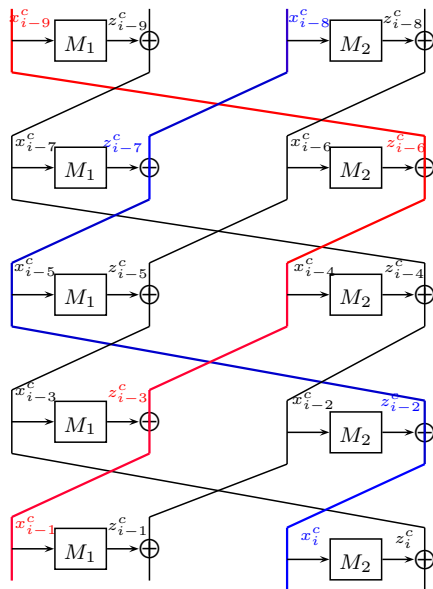 x^c_{i-9} M_1 z^c_{i-9} x^c_{i-8} M_2 z^c_{i-8}
x^c_{i-7} M_1 z^c_{i-7} x^c_{i-6} M_2 z^c_{i-6}
x^c_{i-5} M_1 z^c_{i-5} x^c_{i-4} M_2 z^c_{i-4}
x^c_{i-3} M_1 z^c_{i-3} x^c_{i-2} M_2 z^c_{i-2}
x^c_{i-1} M_1 z^c_{i-1} x^c_i M_2 z^c_i